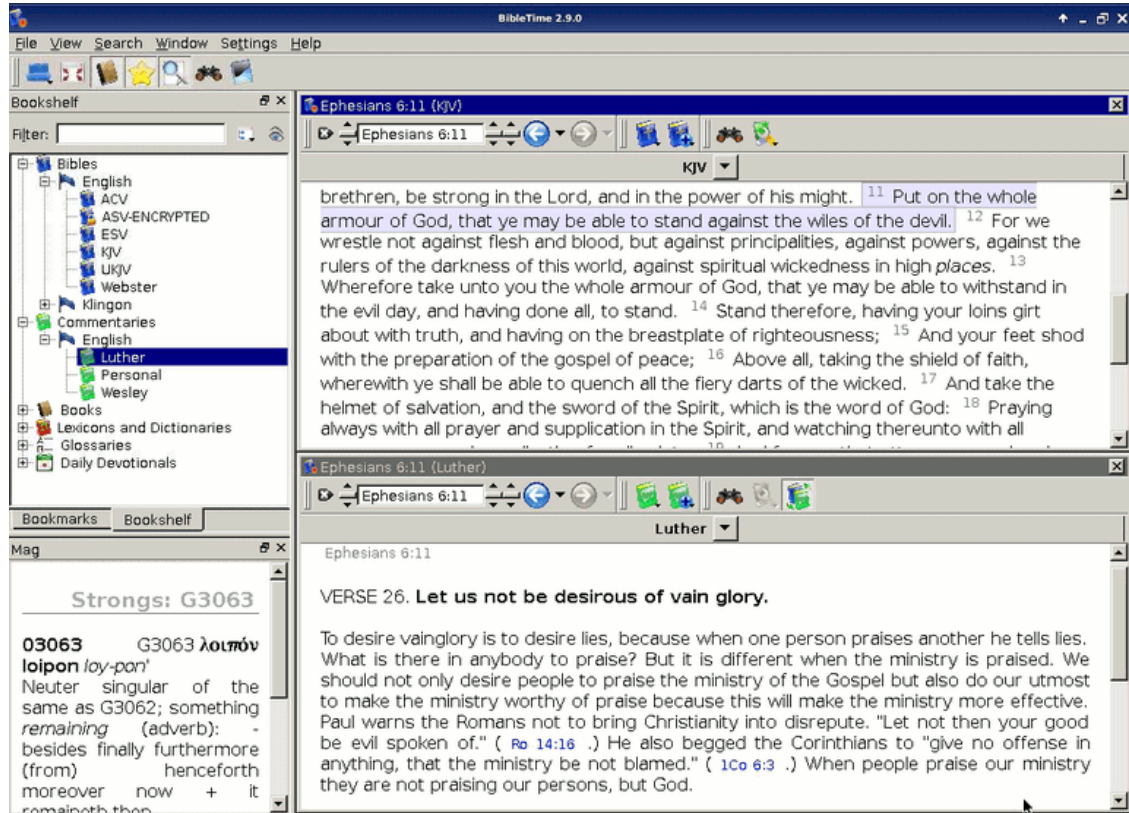 BibleTime 2.9.0
File View Search Window Settings Help
Bookshelf
Filter:
Bibles
English
ACV
ASV-ENCRYPTED
ESV
KJV
UKJV
Webster
Klingon
Commentaries
English
Luther
Personal
Wesley
Books
Lexicons and Dictionaries
Glossaries
Daily Devotionals
Bookmarks Bookshelf
Mag
Strongs: G3063
03063 G3063 λοιπόν
loipon loy-pon'
Neuter singular of the
same as G3062; something
remaining (adverb): -
besides finally furthermore
(from) henceforth
moreover now + it
remaineth then
Ephesians 6:11 (KJV)
Ephesians 6:11
KJV
brethren, be strong in the Lord, and in the power of his might. 11 Put on the whole
armour of God, that ye may be able to stand against the wiles of the devil. 12 For we
wrestle not against flesh and blood, but against principalities, against powers, against the
rulers of the darkness of this world, against spiritual wickedness in high places. 13
Wherefore take unto you the whole armour of God, that ye may be able to withstand in
the evil day, and having done all, to stand. 14 Stand therefore, having your loins girt
about with truth, and having on the breastplate of righteousness; 15 And your feet shod
with the preparation of the gospel of peace; 16 Above all, taking the shield of faith,
wherewith ye shall be able to quench all the fiery darts of the wicked. 17 And take the
helmet of salvation, and the sword of the Spirit, which is the word of God: 18 Praying
always with all prayer and supplication in the Spirit, and watching thereunto with all
Ephesians 6:11 (Luther)
Ephesians 6:11
Luther
Ephesians 6:11
VERSE 26. Let us not be desirous of vain glory.
To desire vainglory is to desire lies, because when one person praises another he tells lies.
What is there in anybody to praise? But it is different when the ministry is praised. We
should not only desire people to praise the ministry of the Gospel but also do our utmost
to make the ministry worthy of praise because this will make the ministry more effective.
Paul warns the Romans not to bring Christianity into disrepute. "Let not then your good
be evil spoken of." ( Ro 14:16 .) He also begged the Corinthians to "give no offense in
anything, that the ministry be not blamed." ( 1Co 6:3 .) When people praise our ministry
they are not praising our persons, but God.